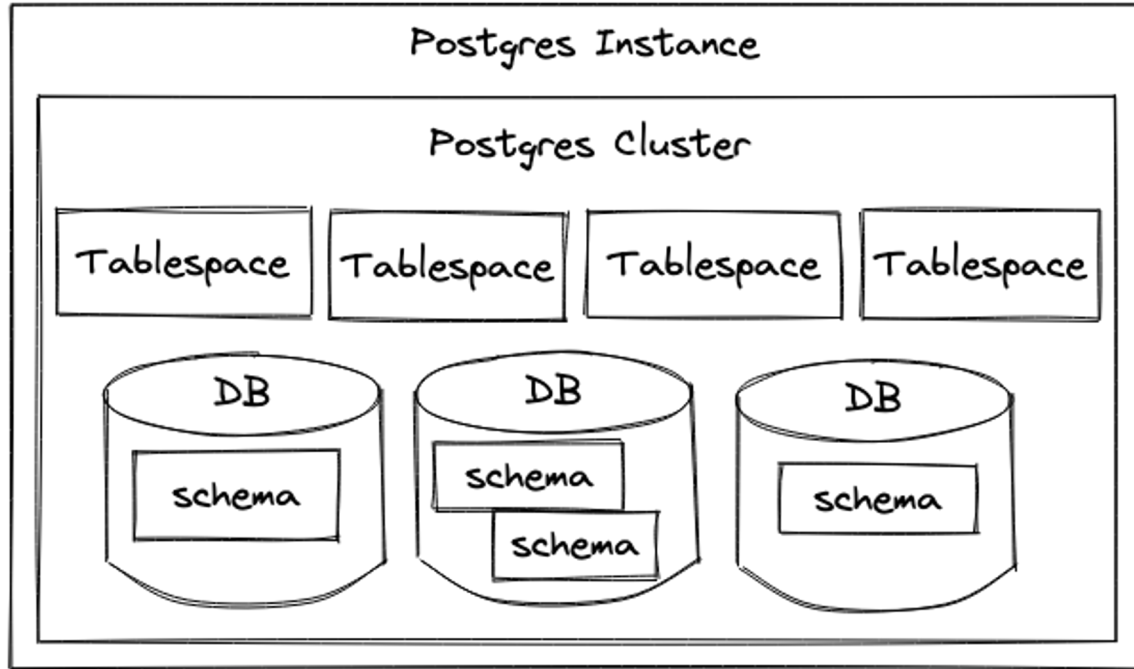 Postgres Instance
Postgres Cluster
Tablespace Tablespace Tablespace Tablespace
DB DB DB
schema schema schema
schema